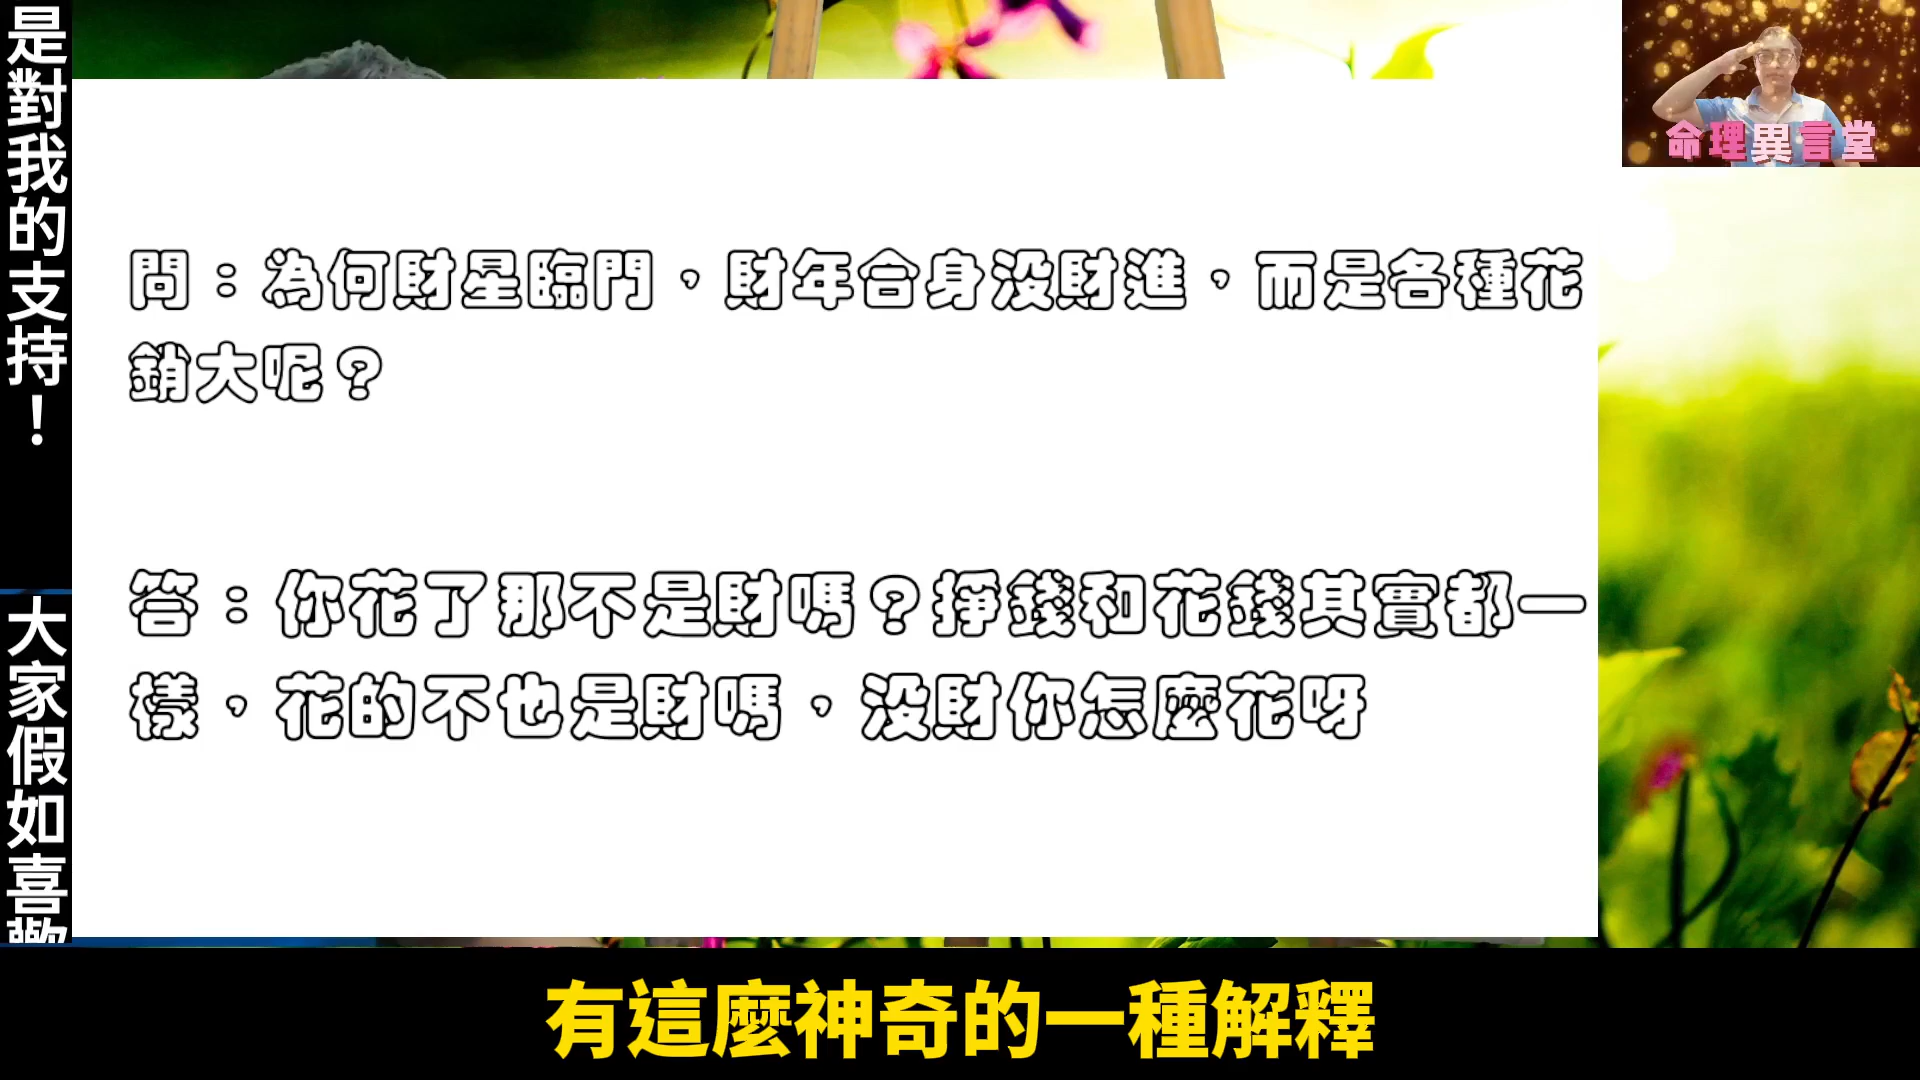 是對我的支持！
大家假如喜歡
命理異言堂
問：為何財星臨門，財年合身没財進，而是各種花
銷大呢？
答：你花了那不是財嗎？掙錢和花錢其實都一
樣，花的不也是財嗎，没財你怎麼花呀
有這麼神奇的一種解釋